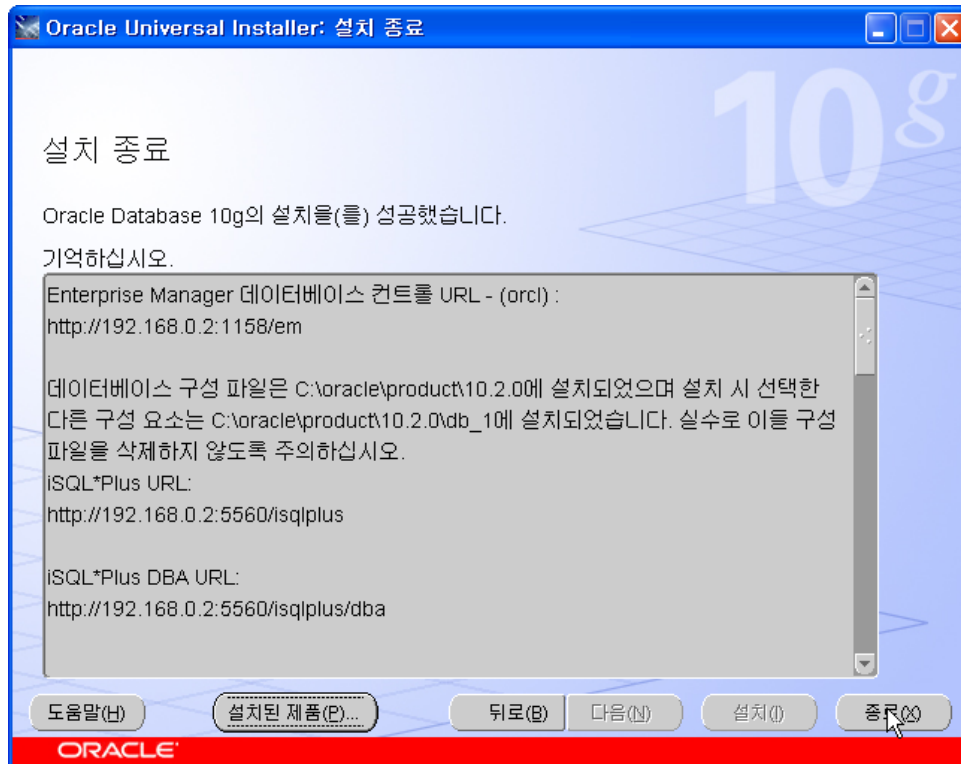 Oracle Universal Installer: 설치 종료
10g
설치 종료
Oracle Database 10g의 설치을(를) 성공했습니다.
기억하십시오.
Enterprise Manager 데이터베이스 컨트롤 URL - (orcl) :
http://192.168.0.2:1158/em
데이터베이스 구성 파일은 C:\oracle\product\10.2.0에 설치되었으며 설치 시 선택한
다른 구성 요소는 C:\oracle\product\10.2.0\db_1에 설치되었습니다. 실수로 이들 구성
파일을 삭제하지 않도록 주의하십시오.
iSQL*Plus URL:
http://192.168.0.2:5560/isqlplus
iSQL*Plus DBA URL:
http://192.168.0.2:5560/isqlplus/dba
도움말(H) 설치된 제품(P)... 뒤로(B) 다음(N) 설치(I) 종료(X)
ORACLE